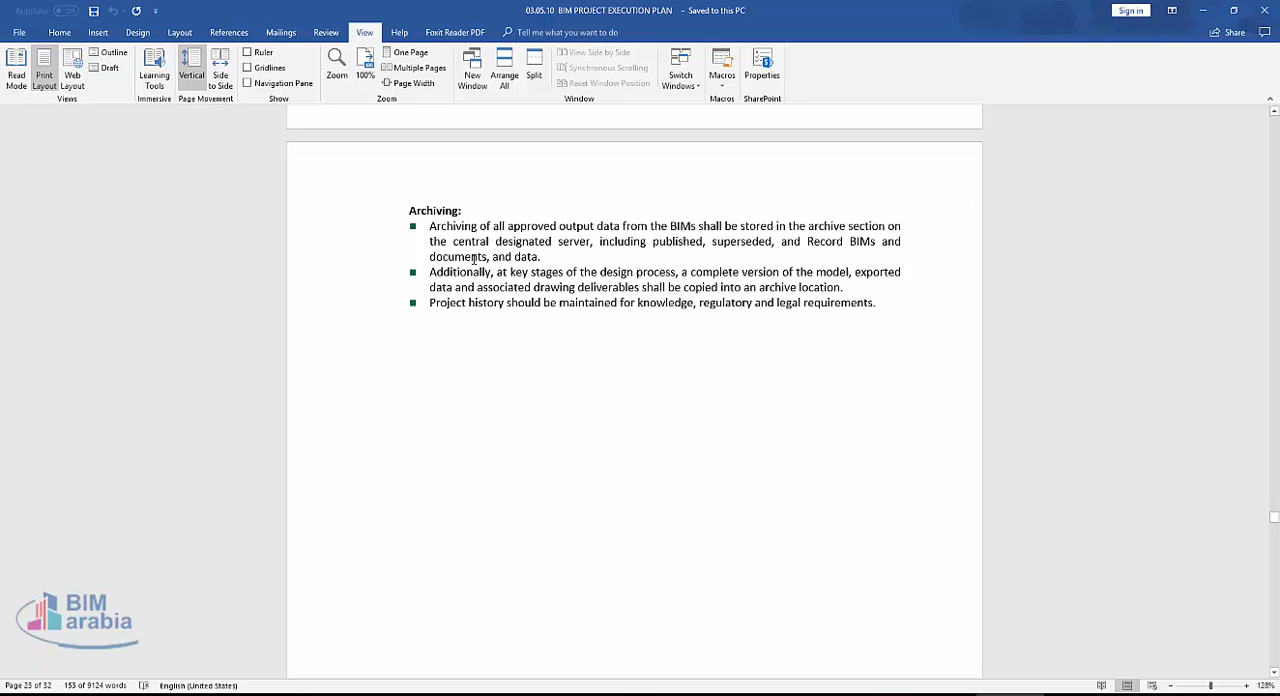 AutoSave Off
03.05.10 BIM PROJECT EXECUTION PLAN - Saved to this PC
Sign in
File Home Insert Design Layout References Mailings Review View Help Foxit Reader PDF Tell me what you want to do
Share
Read Mode
Print Layout
Web Layout
Outline
Draft
Views
Learning Tools
Immersive
Vertical
Side to Side
Page Movement
Ruler
Gridlines
Navigation Pane
Show
Zoom
100%
One Page
Multiple Pages
Page Width
Zoom
New Window
Arrange All
Split
View Side by Side
Synchronous Scrolling
Reset Window Position
Window
Switch Windows
Macros
Macros
Properties
SharePoint
Archiving:
Archiving of all approved output data from the BIMs shall be stored in the archive section on
the central designated server, including published, superseded, and Record BIMs and
documents, and data.
Additionally, at key stages of the design process, a complete version of the model, exported
data and associated drawing deliverables shall be copied into an archive location.
Project history should be maintained for knowledge, regulatory and legal requirements.
BIM
arabia
Page 23 of 32 153 of 9124 words English (United States) 128%